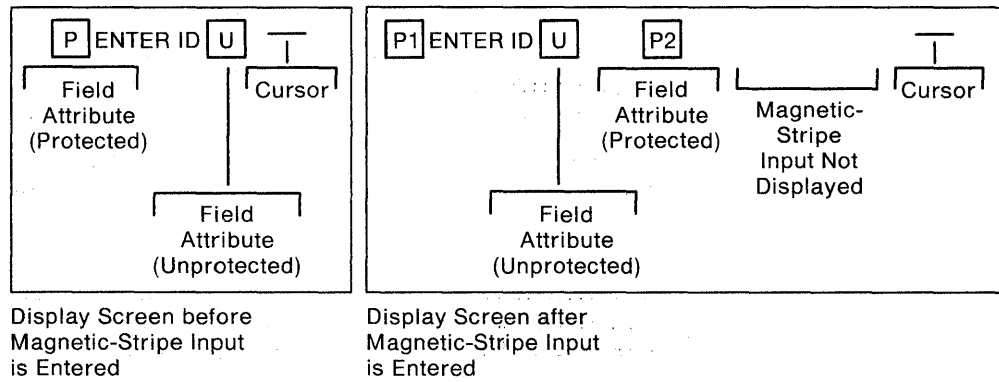 P ENTER ID U
Field
Attribute
(Protected)
Cursor
Field
Attribute
(Unprotected)
P1 ENTER ID U P2
Field
Attribute
(Protected)
Magnetic-
Stripe
Input Not
Displayed
Cursor
Field
Attribute
(Unprotected)
Display Screen before
Magnetic-Stripe Input
is Entered
Display Screen after
Magnetic-Stripe Input
is Entered